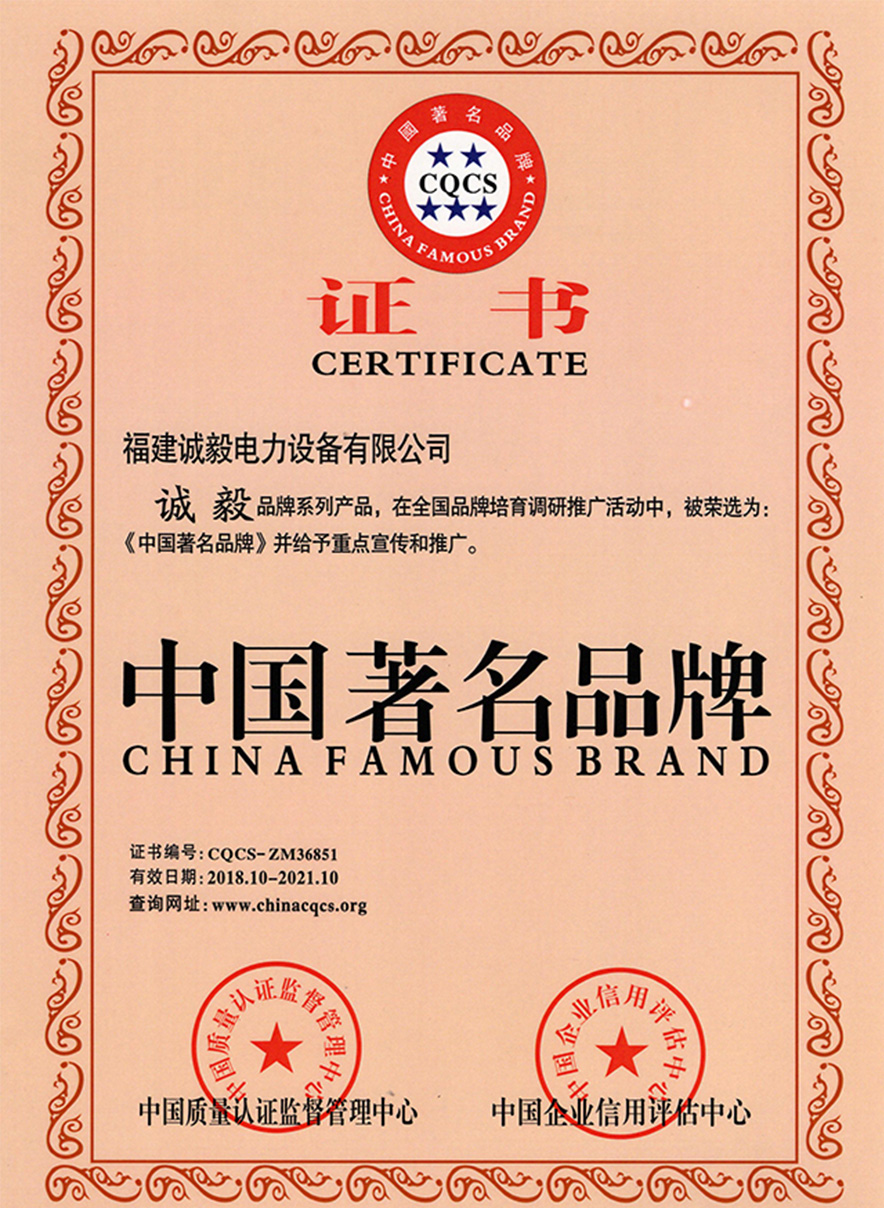 中國著名品牌
CQCS
CHINA FAMOUS BRAND
证书
CERTIFICATE
福建诚毅电力设备有限公司
诚毅品牌系列产品，在全国品牌培育调研推广活动中，被荣选为：
《中国著名品牌》并给予重点宣传和推广。
中国著名品牌
CHINA FAMOUS BRAND
证书编号：CQCS-ZM36851
有效日期：2018.10-2021.10
查询网址：www.chinacqcs.org
中国质量认证监督管理中心
中国企业信用评估中心
中国质量认证监督管理中心
中国企业信用评估中心